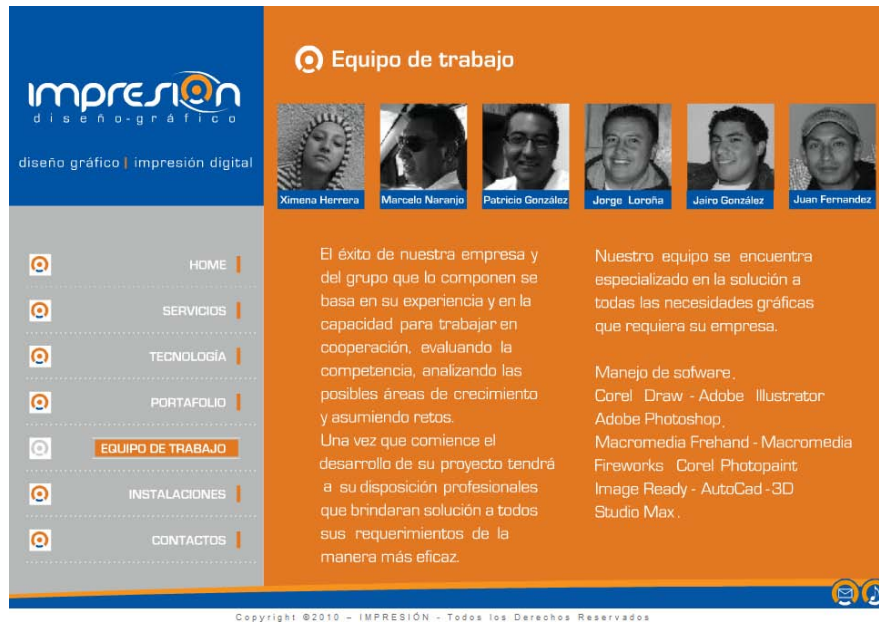 impresión
diseño-gráfico
diseño gráfico | impresión digital
HOME
SERVICIOS
TECNOLOGÍA
PORTAFOLIO
EQUIPO DE TRABAJO
INSTALACIONES
CONTACTOS
Equipo de trabajo
Ximena Herrera
Marcelo Naranjo
Patricio González
Jorge Loroña
Jairo González
Juan Fernandez
El éxito de nuestra empresa y
del grupo que lo componen se
basa en su experiencia y en la
capacidad para trabajar en
cooperación, evaluando la
competencia, analizando las
posibles áreas de crecimiento
y asumiendo retos.
Una vez que comience el
desarrollo de su proyecto tendrá
a su disposición profesionales
que brindaran solución a todos
sus requerimientos de la
manera más eficaz.
Nuestro equipo se encuentra
especializado en la solución a
todas las necesidades gráficas
que requiera su empresa.
Manejo de sofware.
Corel Draw - Adobe Illustrator
Adobe Photoshop.
Macromedia Frehand - Macromedia
Fireworks Corel Photopaint
Image Ready - AutoCad - 3D
Studio Max.
Copyright @2010 – IMPRESIÓN - Todos los Derechos Reservados